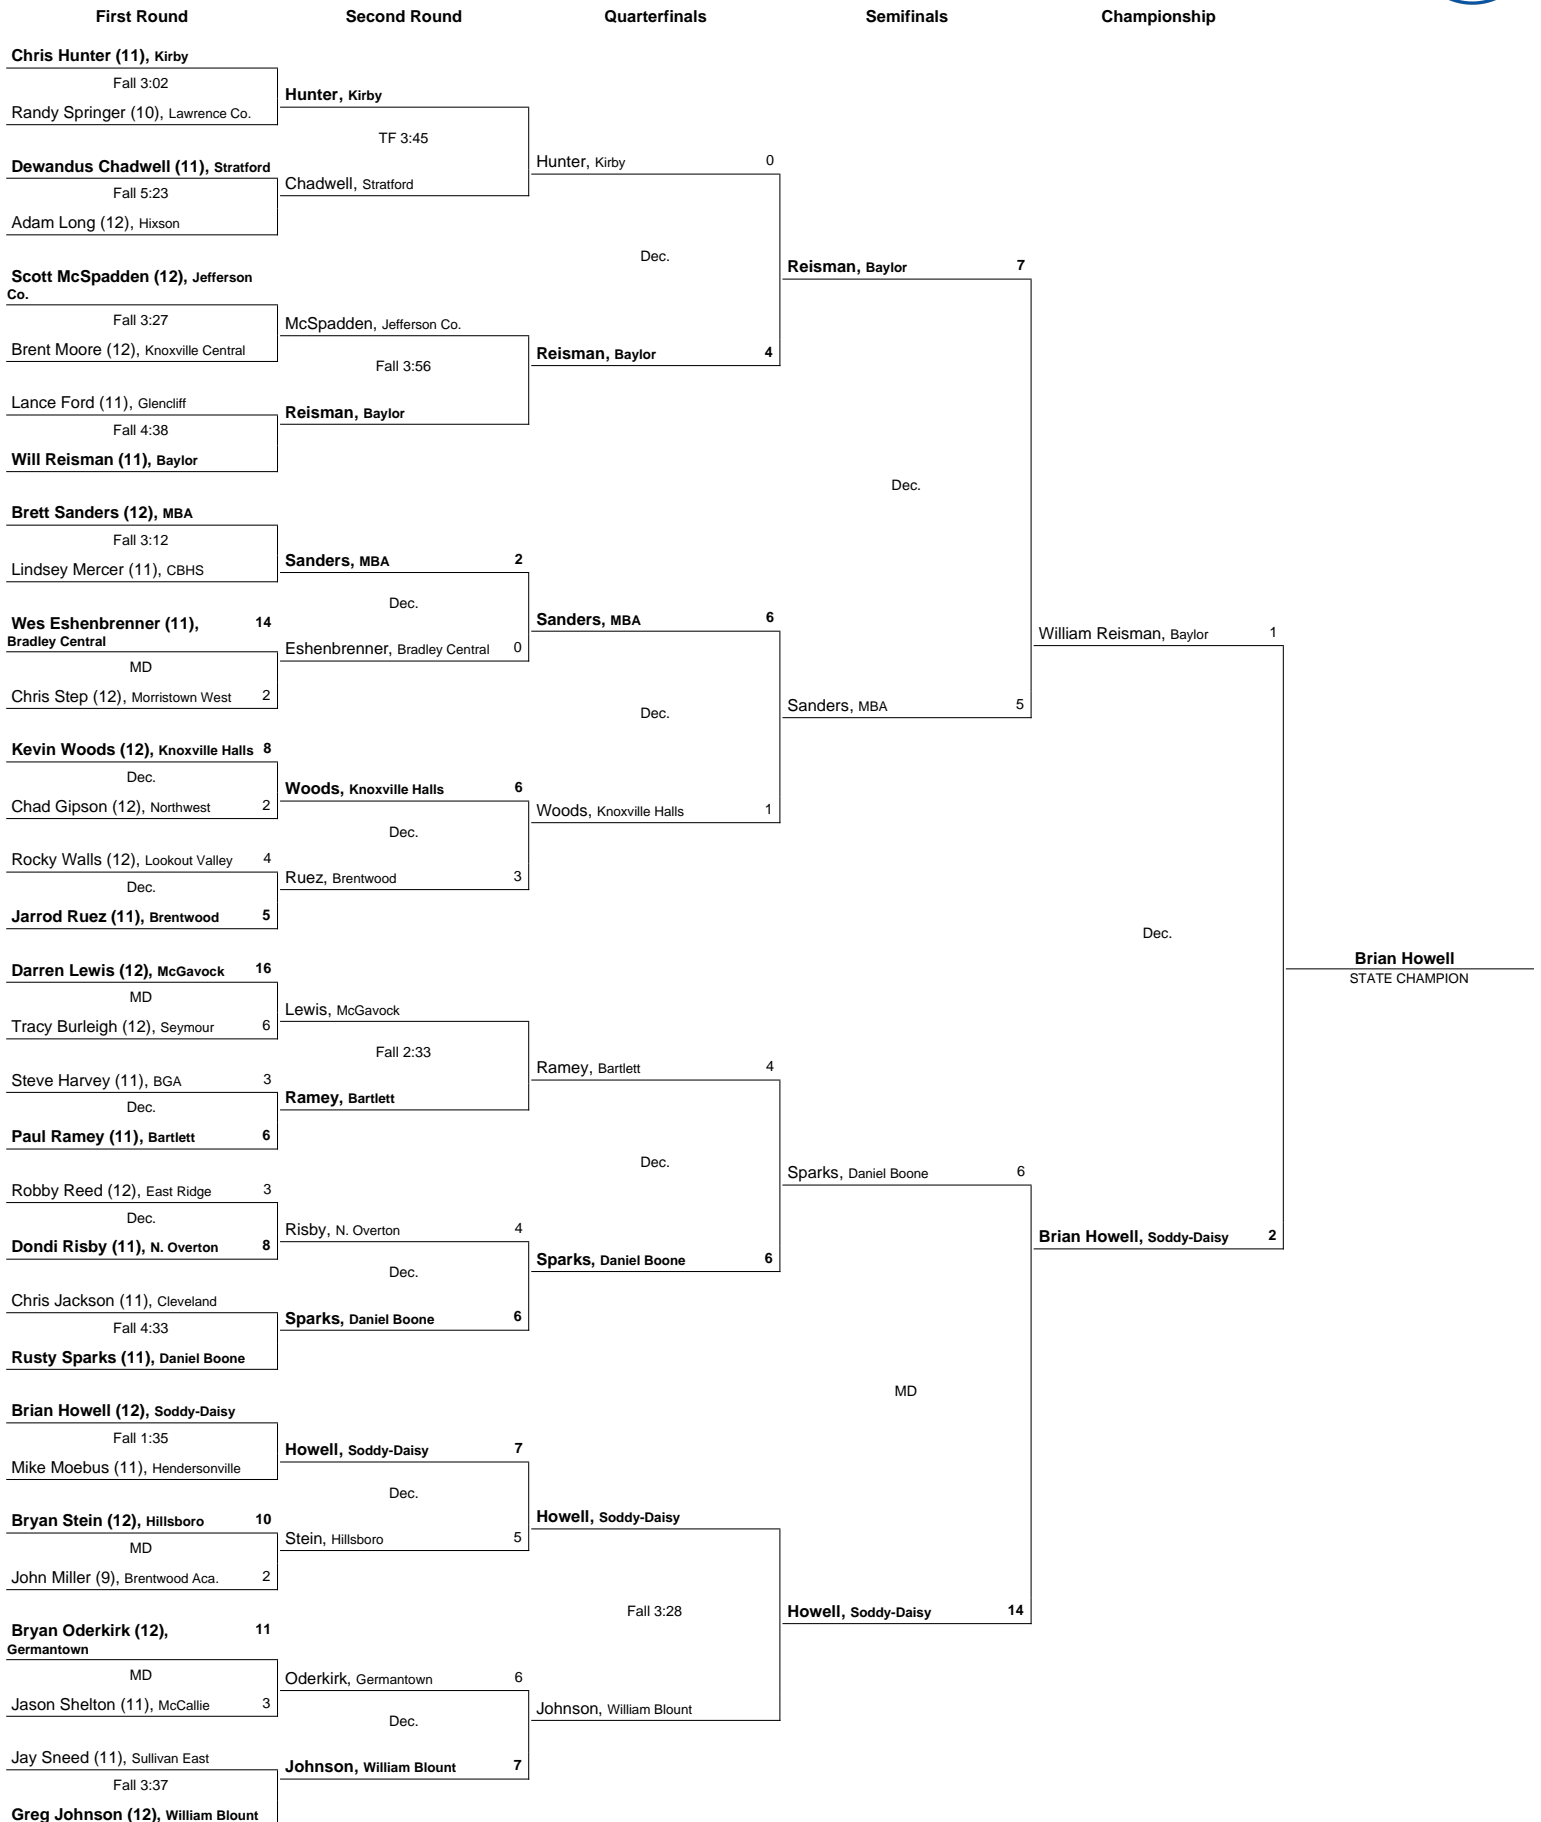 First Round Second Round Quarterfinals Semifinals Championship
Chris Hunter (11), Kirby
Fall 3:02
Randy Springer (10), Lawrence Co.
Dewandus Chadwell (11), Stratford
Fall 5:23
Adam Long (12), Hixson
Scott McSpadden (12), Jefferson
Co.
Fall 3:27
Brent Moore (12), Knoxville Central
Lance Ford (11), Glencliff
Fall 4:38
Will Reisman (11), Baylor
Brett Sanders (12), MBA
Fall 3:12
Lindsey Mercer (11), CBHS
Wes Eshenbrenner (11), 14
Bradley Central
MD
Chris Step (12), Morristown West 2
Kevin Woods (12), Knoxville Halls 8
Dec.
Chad Gipson (12), Northwest 2
Rocky Walls (12), Lookout Valley 4
Dec.
Jarrod Ruez (11), Brentwood 5
Darren Lewis (12), McGavock 16
MD
Tracy Burleigh (12), Seymour 6
Steve Harvey (11), BGA 3
Dec.
Paul Ramey (11), Bartlett 6
Robby Reed (12), East Ridge 3
Dec.
Dondi Risby (11), N. Overton 8
Chris Jackson (11), Cleveland
Fall 4:33
Rusty Sparks (11), Daniel Boone
Brian Howell (12), Soddy-Daisy
Fall 1:35
Mike Moebus (11), Hendersonville
Bryan Stein (12), Hillsboro 10
MD
John Miller (9), Brentwood Aca. 2
Bryan Oderkirk (12), 11
Germantown
MD
Jason Shelton (11), McCallie 3
Jay Sneed (11), Sullivan East
Fall 3:37
Greg Johnson (12), William Blount
Hunter, Kirby
TF 3:45
Chadwell, Stratford
McSpadden, Jefferson Co.
Fall 3:56
Reisman, Baylor
Sanders, MBA 2
Dec.
Eshenbrenner, Bradley Central 0
Woods, Knoxville Halls 6
Dec.
Ruez, Brentwood 3
Lewis, McGavock
Fall 2:33
Ramey, Bartlett
Risby, N. Overton 4
Dec.
Sparks, Daniel Boone 6
Howell, Soddy-Daisy 7
Dec.
Stein, Hillsboro 5
Oderkirk, Germantown 6
Dec.
Johnson, William Blount 7
Hunter, Kirby 0
Dec.
Reisman, Baylor 4
Sanders, MBA 6
Dec.
Woods, Knoxville Halls 1
Ramey, Bartlett 4
Dec.
Sparks, Daniel Boone 6
Howell, Soddy-Daisy
Fall 3:28
Johnson, William Blount
Reisman, Baylor 7
Dec.
Sanders, MBA 5
Sparks, Daniel Boone 6
MD
Howell, Soddy-Daisy 14
William Reisman, Baylor 1
Dec.
Brian Howell, Soddy-Daisy 2
Brian Howell
STATE CHAMPION